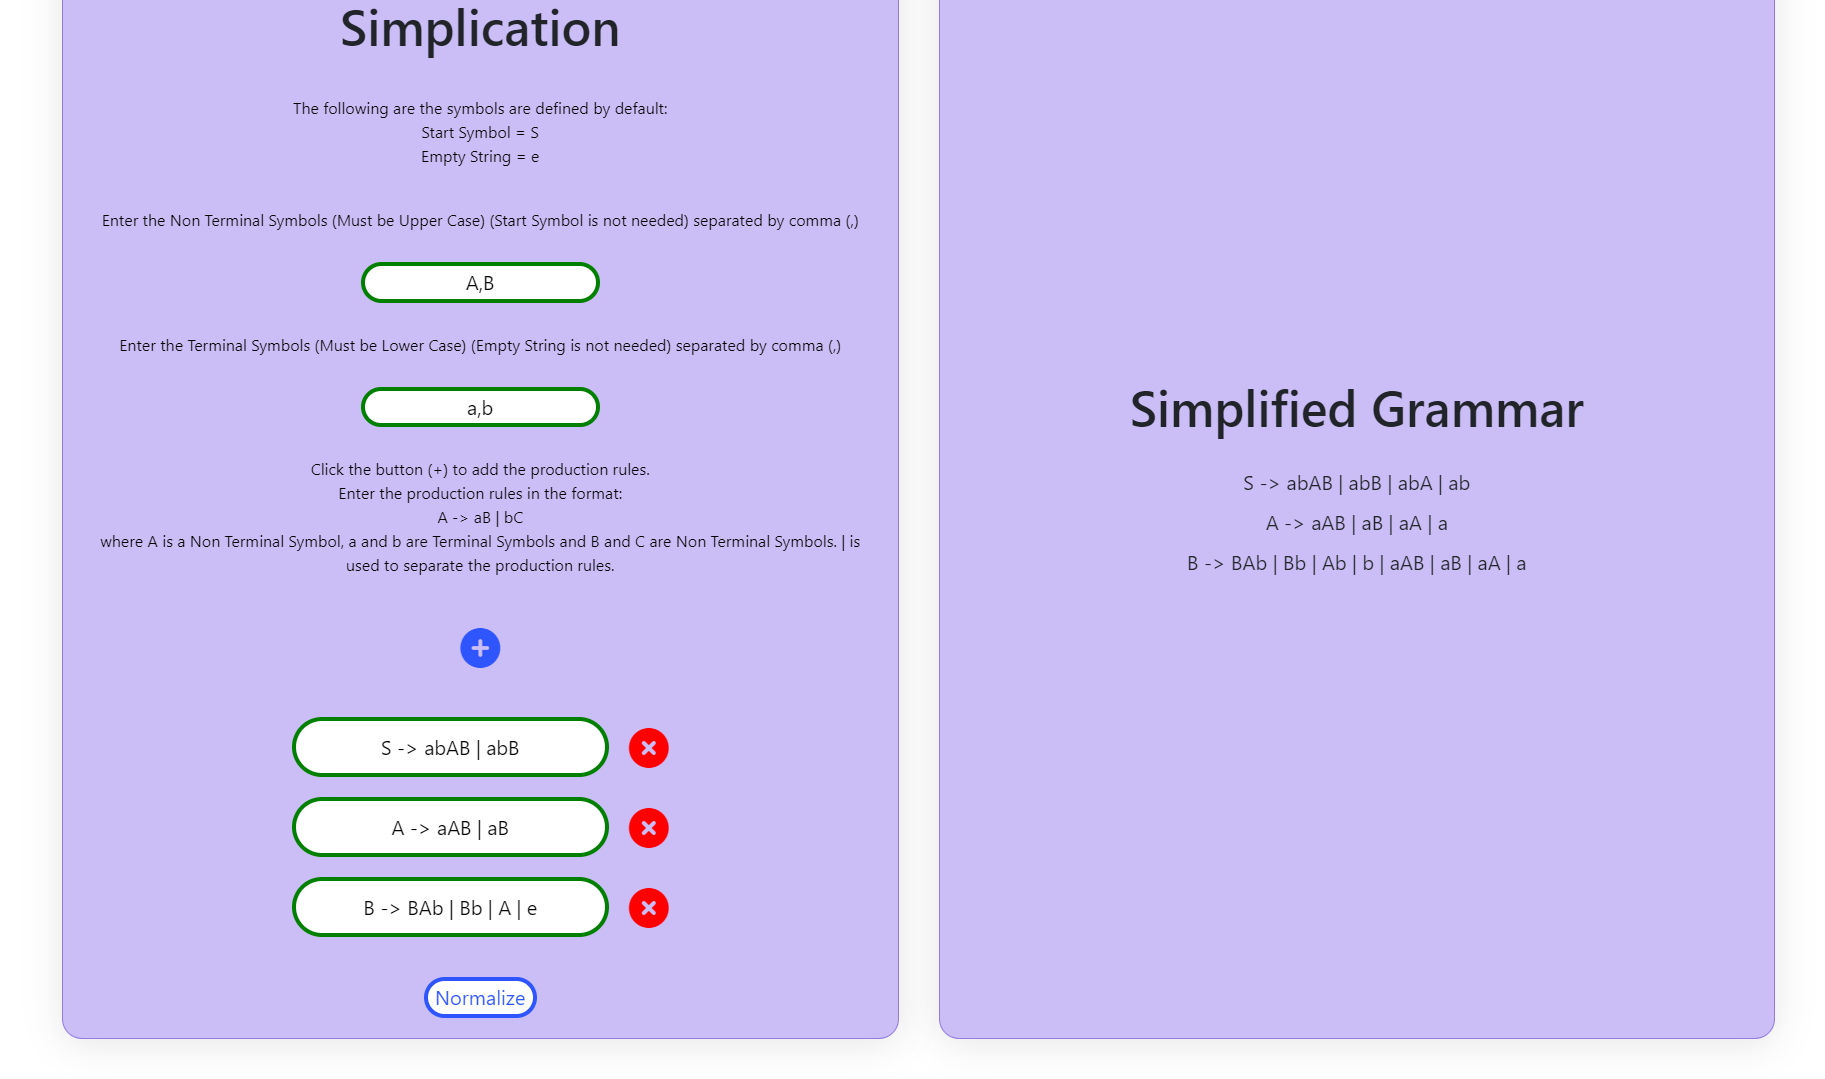 Simplication
The following are the symbols are defined by default:
Start Symbol = S
Empty String = e
Enter the Non Terminal Symbols (Must be Upper Case) (Start Symbol is not needed) separated by comma (,)
A,B
Enter the Terminal Symbols (Must be Lower Case) (Empty String is not needed) separated by comma (,)
a,b
Click the button (+) to add the production rules.
Enter the production rules in the format:
A -> aB | bC
where A is a Non Terminal Symbol, a and b are Terminal Symbols and B and C are Non Terminal Symbols. | is
used to separate the production rules.
S -> abAB | abB
A -> aAB | aB
B -> BAb | Bb | A | e
Normalize
Simplified Grammar
S -> abAB | abB | abA | ab
A -> aAB | aB | aA | a
B -> BAb | Bb | Ab | b | aAB | aB | aA | a